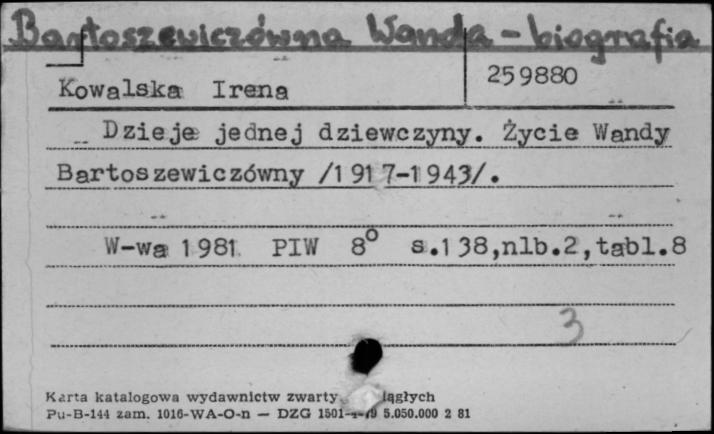 Bartoszewiczówna Wanda - biografia
Kowalska Irena
259880
Dzieje jednej dziewczyny. Życie Wandy
Bartoszewiczówny /1917-1943/.
W-wa 1981 PIW 8° s.138,nlb.2,tabl.8
3
Karta katalogowa wydawnictw zwarty iągłych
Pu-B-144 zam. 1016-WA-O-n — DZG 1501-4-79 5.050.000 2 81